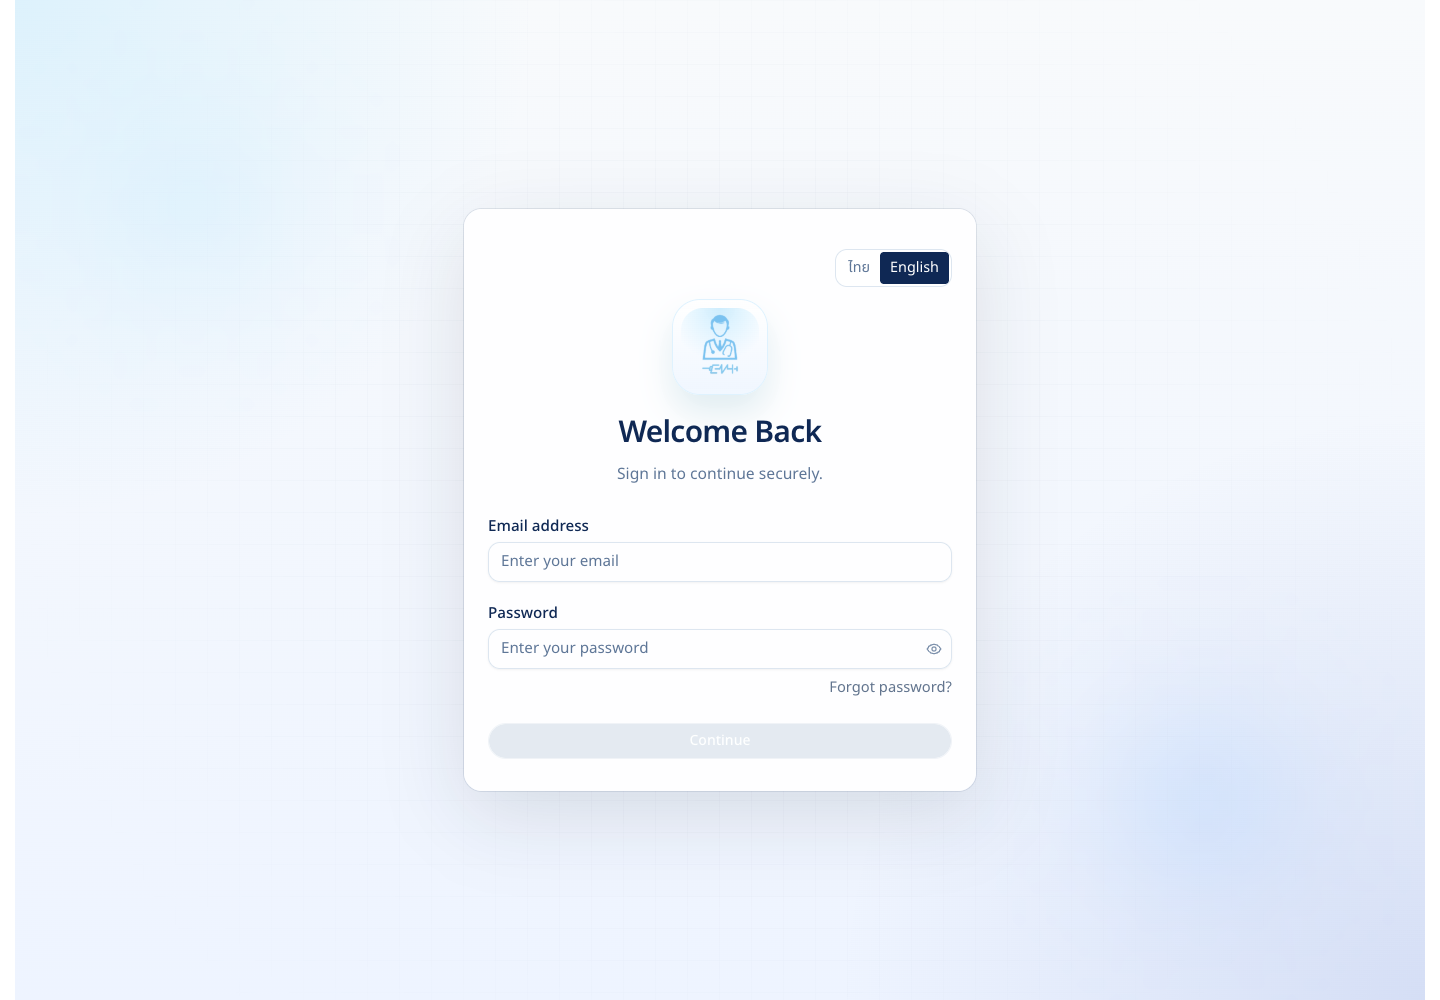 ไทย English
Welcome Back
Sign in to continue securely.
Email address
Enter your email
Password
Enter your password
Forgot password?
Continue